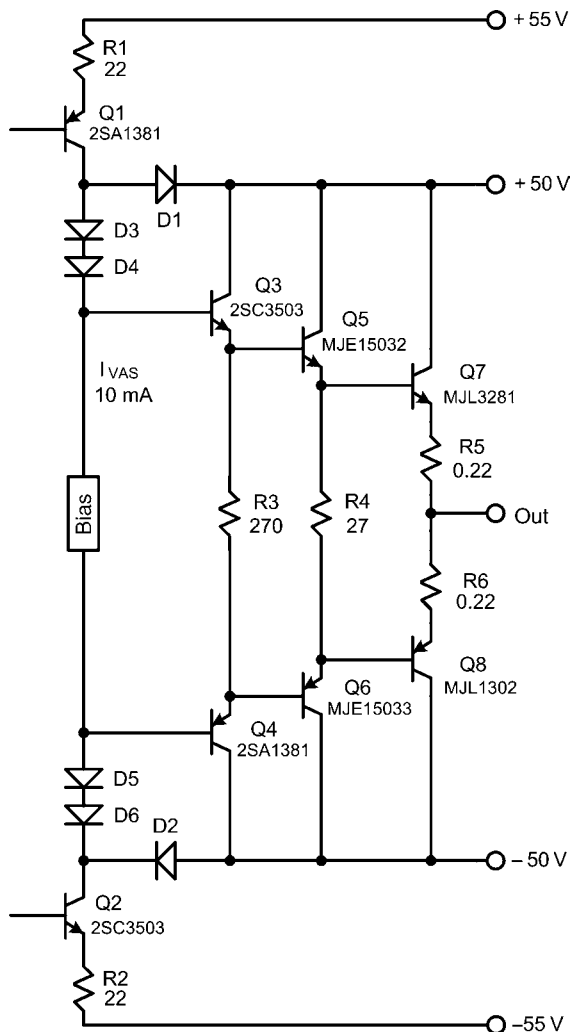 + 55 V
R1
22
Q1
2SA1381
+ 50 V
D1
D3
D4
Q3
2SC3503
Q5
MJE15032
Q7
MJL3281
I VAS
10 mA
R5
0.22
Bias
R3
270
R4
27
Out
R6
0.22
Q8
MJL1302
Q6
MJE15033
Q4
2SA1381
D5
D6
D2
– 50 V
Q2
2SC3503
R2
22
–55 V